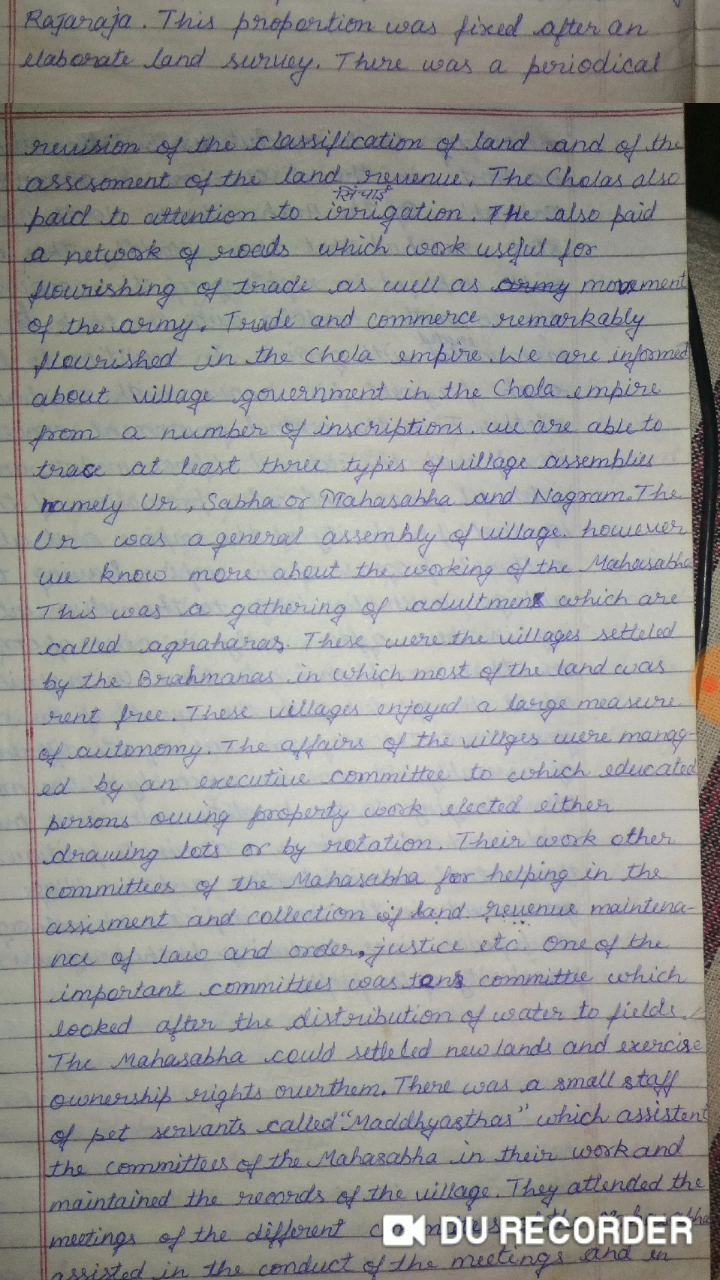 Rajaraja. This proportion was fixed after an
elaborate land survey. There was a periodical
revision of the classification of land and of the
assesoment of the land revenue. The Cholas also
सिंचाई
paid to attention to irrigation. THe also paid
a network of roads which work useful for
flourishing of trade as well as army movement
of the army. Trade and commerce remarkably
flourished in the Chola empire. We are informed
about village government in the Chola empire
from a number of inscriptions. we are able to
trace at least three types of village assemblies
namely Ur, Sabha or Mahasabha and Nagram. The
Ur was a general assembly of village. however
we know more about the working of the Mahasabha
This was a gathering of adultmen which are
called agraharas. These were the villages setteled
by the Brahmanas in which most of the land was
rent free. These villages enjoyed a large measure
of autonomy. The affairs of the villges were manag-
ed by an executive committee to which educated
persons owing property work elected either
drawing lots or by rotation. Their work other
committees of the Mahasabha for helping in the
assisment and collection of land revenue maintena-
nce of law and order, justice etc. One of the
important committees was committie which
looked after the distribution of water to fields.
The Mahasabha could setteled new lands and exercise
ownership rights overthem. There was a small staff
of pet servants called "Maddhyasthas" which assistent
the committees of the Mahasabha in their work and
maintained the records of the village. They attended the
meetings of the different
assisted in the conduct of the meetings and in
DU RECORDER